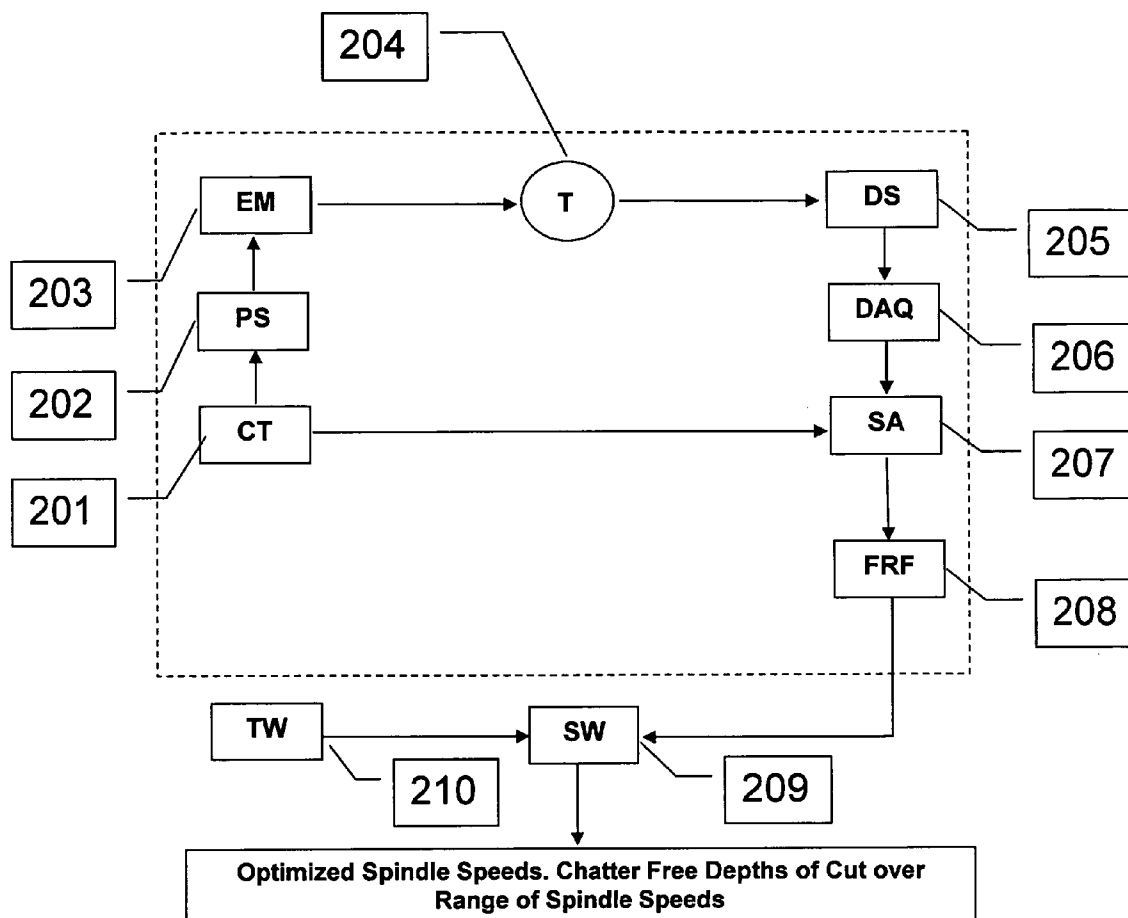 204
EM
T
DS
203
205
PS
DAQ
202
206
CT
SA
201
207
FRF
208
TW
SW
210
209
Optimized Spindle Speeds. Chatter Free Depths of Cut over
Range of Spindle Speeds